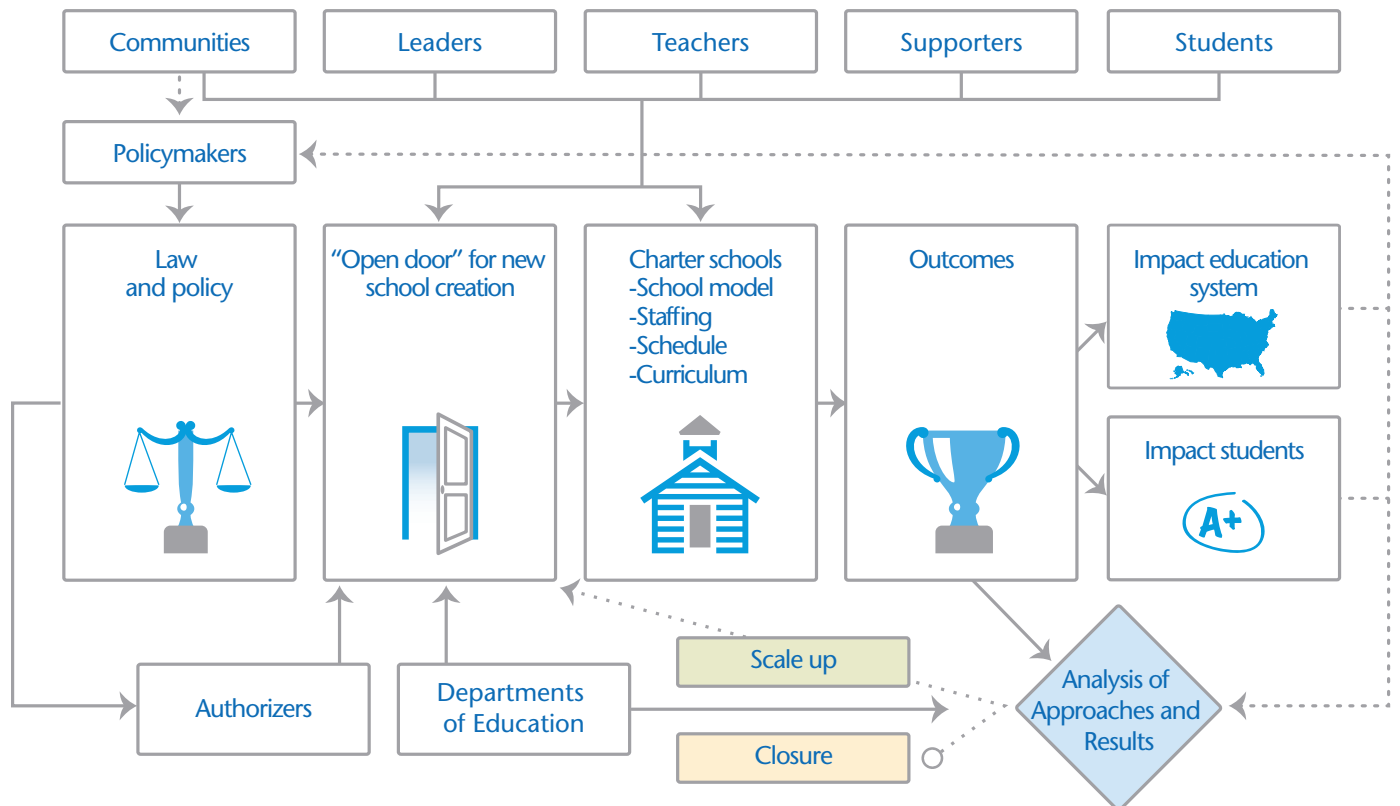 Communities
Leaders
Teachers
Supporters
Students
Policymakers
Law
and policy
“Open door” for new
school creation
Charter schools
-School model
-Staffing
-Schedule
-Curriculum
Outcomes
Impact education
system
Impact students
A+
Scale up
Authorizers
Departments
of Education
Closure
Analysis of
Approaches and
Results